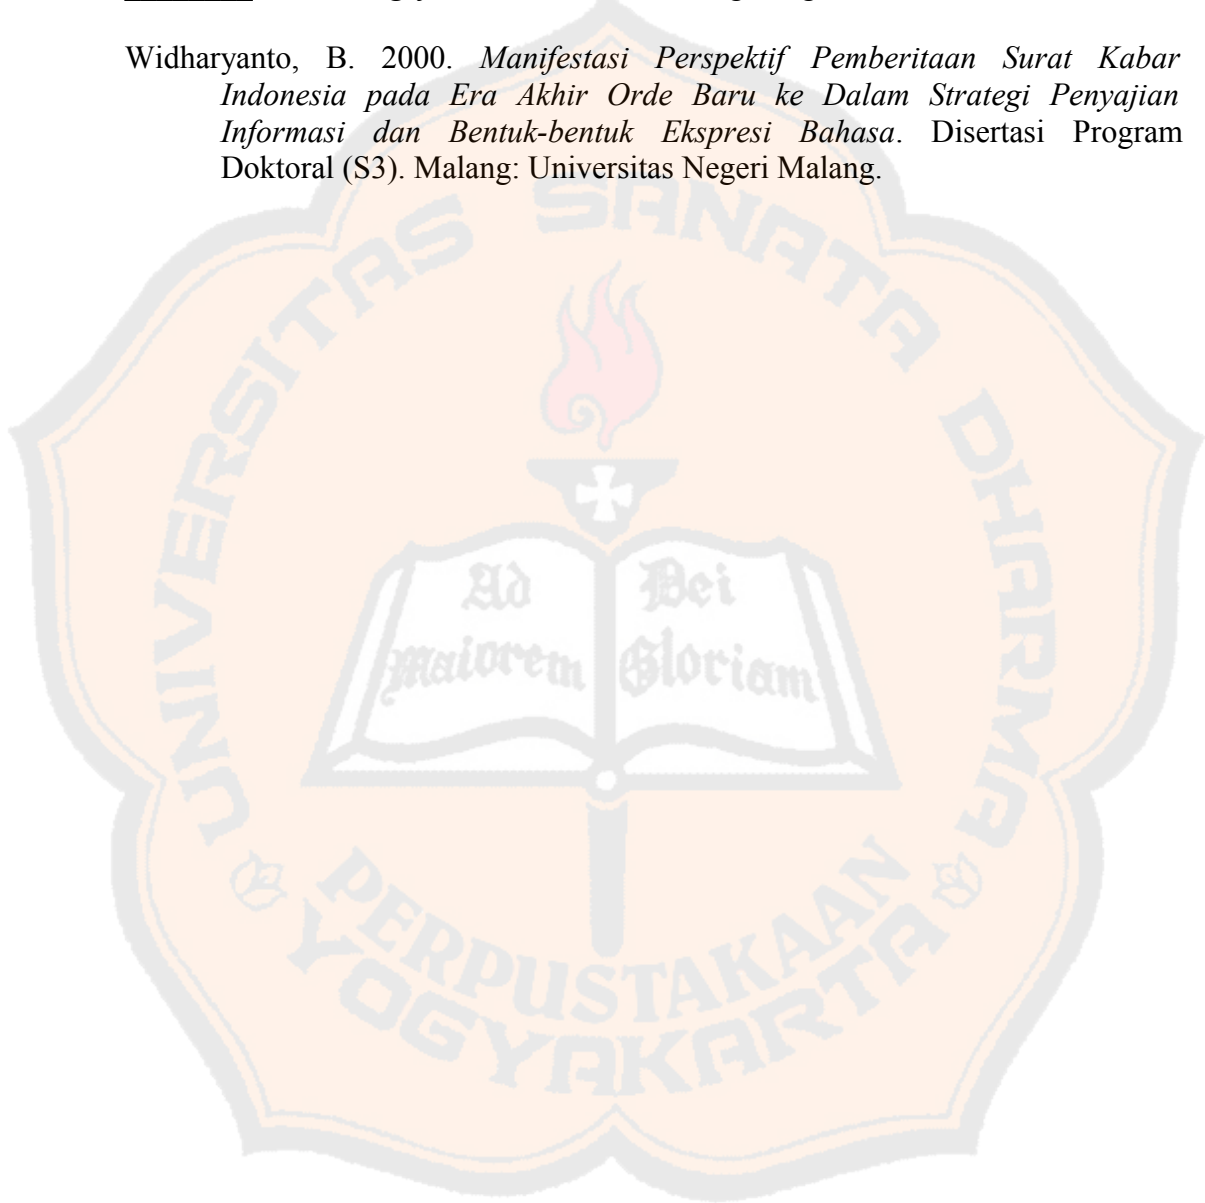 Widharyanto, B. 2000. Manifestasi Perspektif Pemberitaan Surat Kabar
Indonesia pada Era Akhir Orde Baru ke Dalam Strategi Penyajian
Informasi dan Bentuk-bentuk Ekspresi Bahasa. Disertasi Program
Doktoral (S3). Malang: Universitas Negeri Malang.
UNIVERSITAS SANATA DHARMA
Ad Dei
maiorem Gloriam
PERPUSTAKAAN
YOGYAKARTA